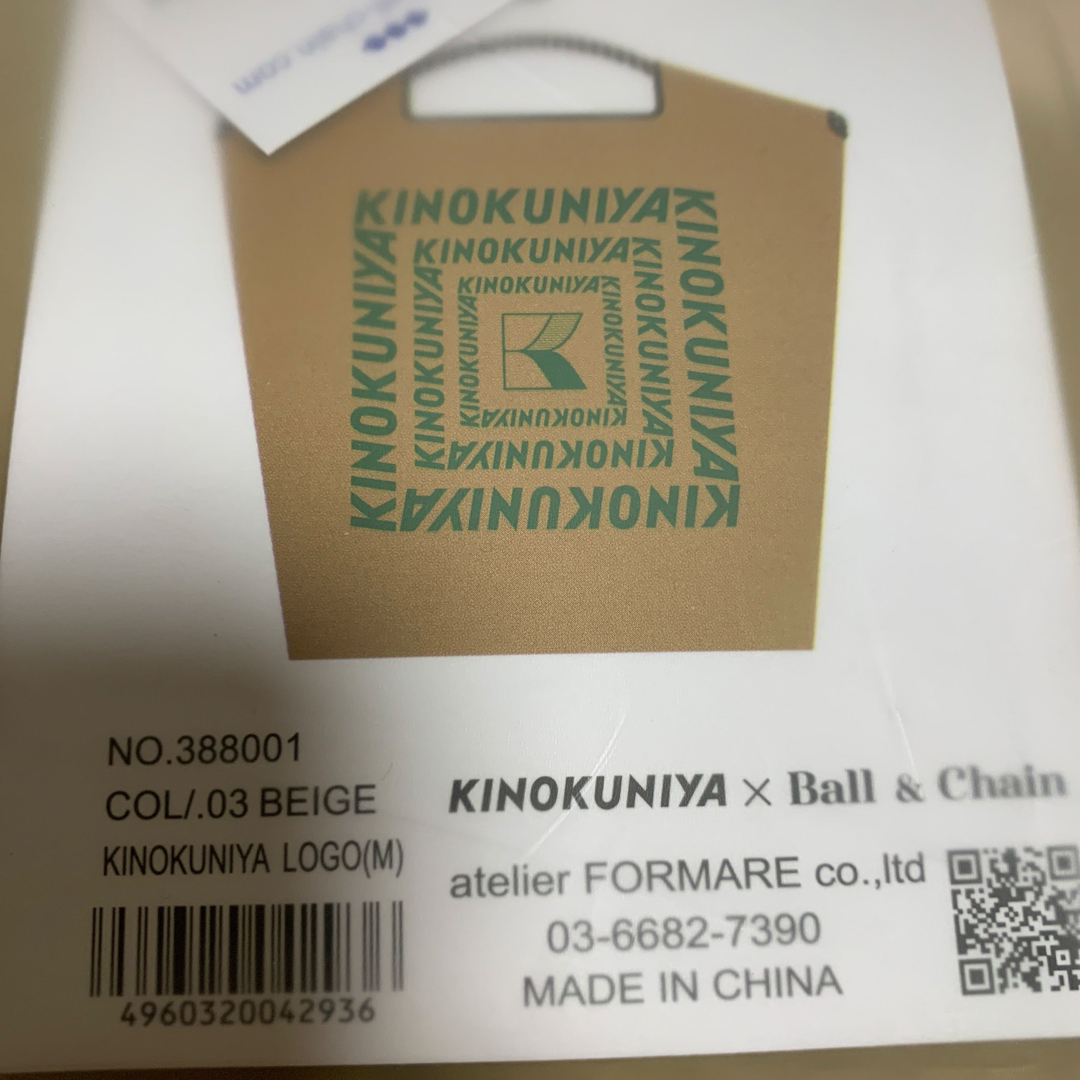 KINOKUNIYA KINOKUNIYA KINOKUNIYA KINOKUNIYA
KINOKUNIYA KINOKUNIYA KINOKUNIYA KINOKUNIYA
KINOKUNIYA KINOKUNIYA KINOKUNIYA KINOKUNIYA
NO.388001
COL/.03 BEIGE
KINOKUNIYA LOGO(M)
4960320042936
KINOKUNIYA × Ball & Chain
atelier FORMARE co.,ltd
03-6682-7390
MADE IN CHINA